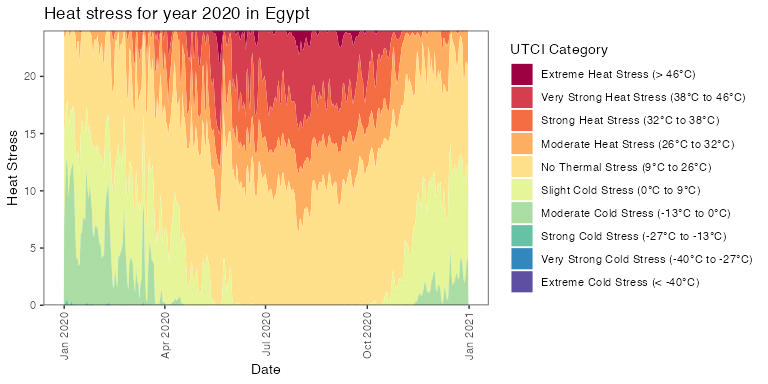 Heat stress for year 2020 in Egypt
UTCI Category
Extreme Heat Stress (> 46°C)
Very Strong Heat Stress (38°C to 46°C)
Strong Heat Stress (32°C to 38°C)
Moderate Heat Stress (26°C to 32°C)
No Thermal Stress (9°C to 26°C)
Slight Cold Stress (0°C to 9°C)
Moderate Cold Stress (-13°C to 0°C)
Strong Cold Stress (-27°C to -13°C)
Very Strong Cold Stress (-40°C to -27°C)
Extreme Cold Stress (< -40°C)
Heat Stress
20
15
10
5
0
Jan 2020
Apr 2020
Jul 2020
Oct 2020
Jan 2021
Date